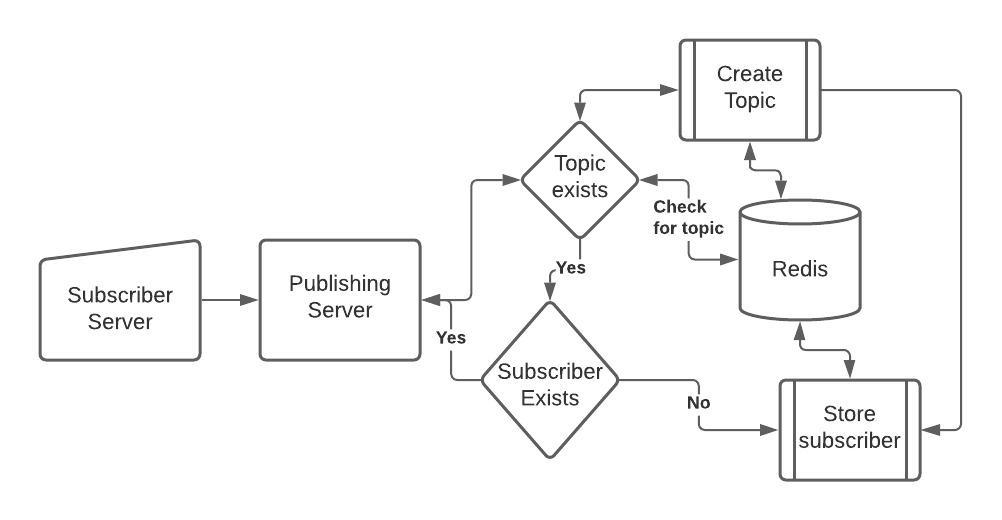 Create
Topic
Topic
exists
Check
for topic
Redis
Yes
Subscriber
Server
Publishing
Server
Yes
Subscriber
Exists
No
Store
subscriber